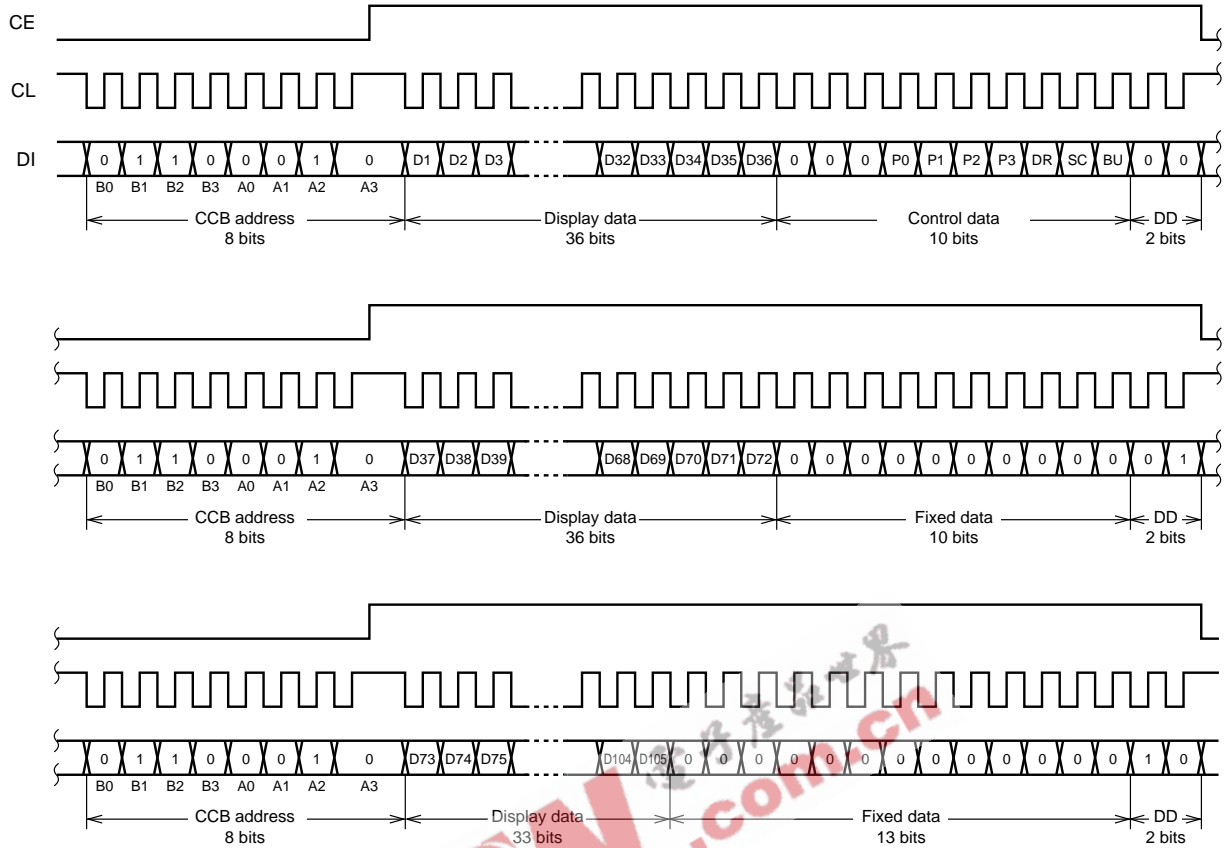 CE
CL
DI 0 1 1 0 0 0 1 0 D1 D2 D3 D32 D33 D34 D35 D36 0 0 0 P0 P1 P2 P3 DR SC BU 0 0
B0 B1 B2 B3 A0 A1 A2 A3
CCB address Display data Control data DD
8 bits 36 bits 10 bits 2 bits
0 1 1 0 0 0 1 0 D37 D38 D39 D68 D69 D70 D71 D72 0 0 0 0 0 0 0 0 0 0 0 1
B0 B1 B2 B3 A0 A1 A2 A3
CCB address Display data Fixed data DD
8 bits 36 bits 10 bits 2 bits
0 1 1 0 0 0 1 0 D73 D74 D75 D104 D105 0 0 0 0 0 0 0 0 0 0 0 0 0 1 0
B0 B1 B2 B3 A0 A1 A2 A3
CCB address Display data Fixed data DD
8 bits 33 bits 13 bits 2 bits
電子產品世界
.com.cn